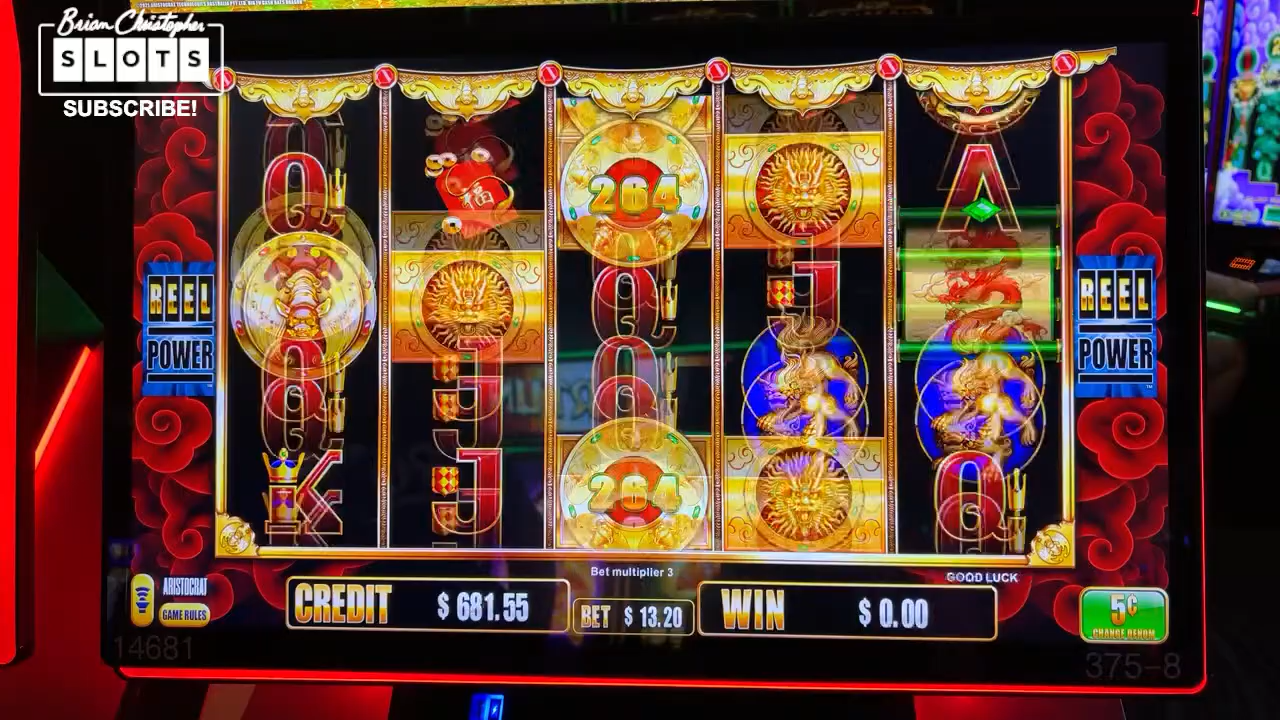 Brian Christopher
SLOTS
SUBSCRIBE!
Q
A
福
264
REEL
POWER
J
Q
REEL
POWER
Q
Q
J
K
J
264
Q
Bet multiplier 3
GOOD LUCK
ARISTOCRAT
GAME RULES
CREDIT
$ 681.55
BET $ 13.20
WIN
$ 0.00
5¢
CHANGE DENOM
14681
375-8